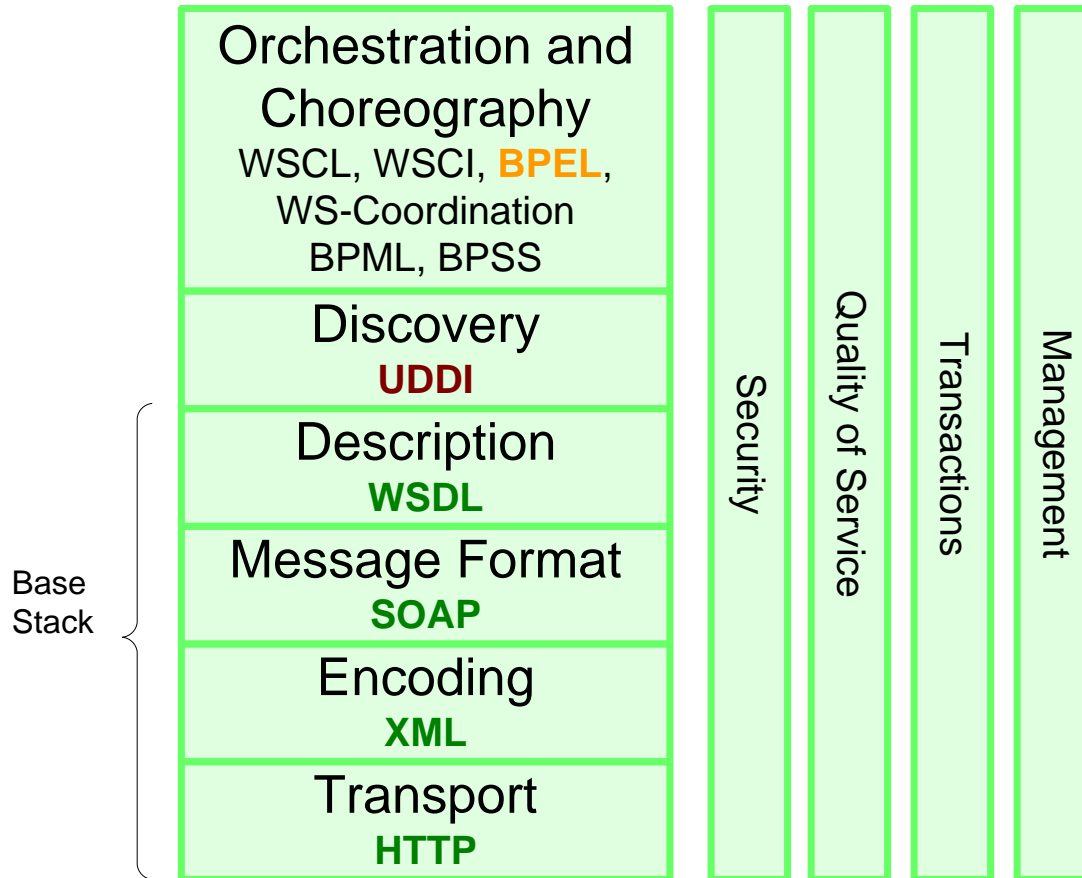 Orchestration and
Choreography
WSCL, WSCI, BPEL,
WS-Coordination
BPML, BPSS
Discovery
UDDI
Description
WSDL
Message Format
SOAP
Encoding
XML
Transport
HTTP
Base
Stack
Security
Quality of Service
Transactions
Management